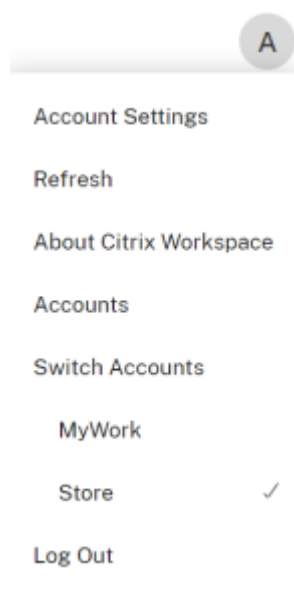 A
Account Settings
Refresh
About Citrix Workspace
Accounts
Switch Accounts
MyWork
Store ✓
Log Out